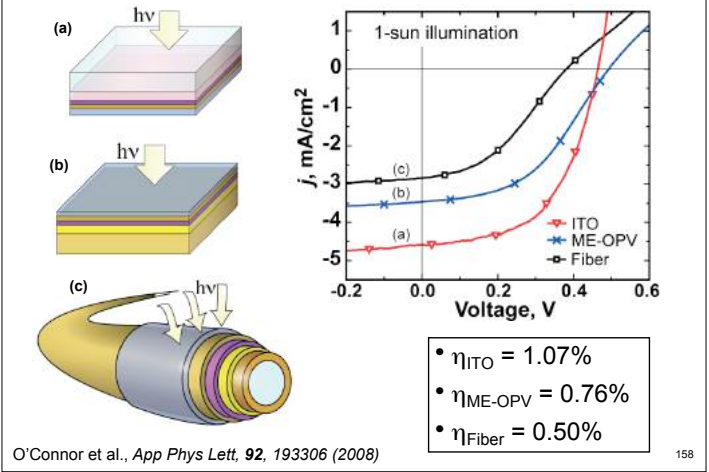 (a)
hν
(b)
hν
(c)
hν
1-sun illumination
j, mA/cm²
1
0
-1
-2
-3
-4
-5
(c)
(b)
(a)
ITO
ME-OPV
Fiber
-0.2 0.0 0.2 0.4 0.6
Voltage, V
• ηITO = 1.07%
• ηME-OPV = 0.76%
• ηFiber = 0.50%
O'Connor et al., App Phys Lett, 92, 193306 (2008)
158